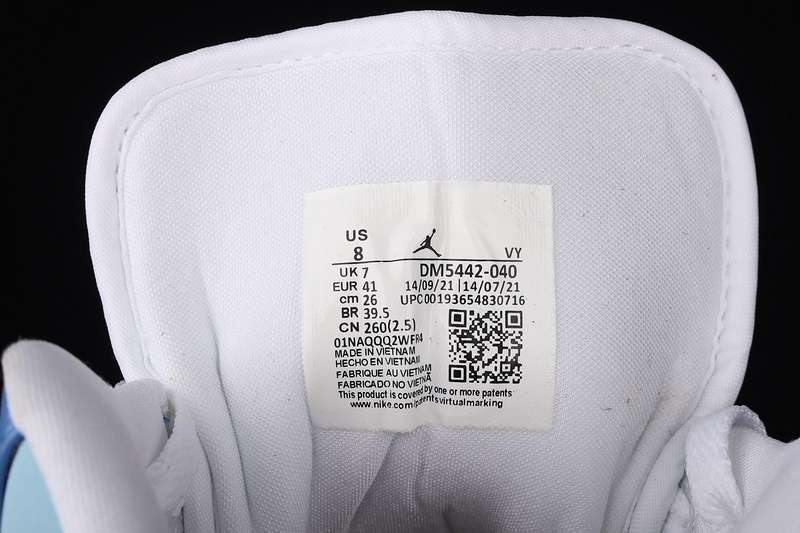 US
8 VY
UK 7 DM5442-040
EUR 41 14/09/21 | 14/07/21
cm 26 UPC00193654830716
BR 39.5
CN 260(2.5)
01NAQQQ2WFR4
MADE IN VIETNAM
HECHO EN VIETNAM
FABRIQUE AU VIETNAM
FABRICADO NO VIETNÃ
This product is covered by one or more patents
www.nike.com/patentsvirtualmarking